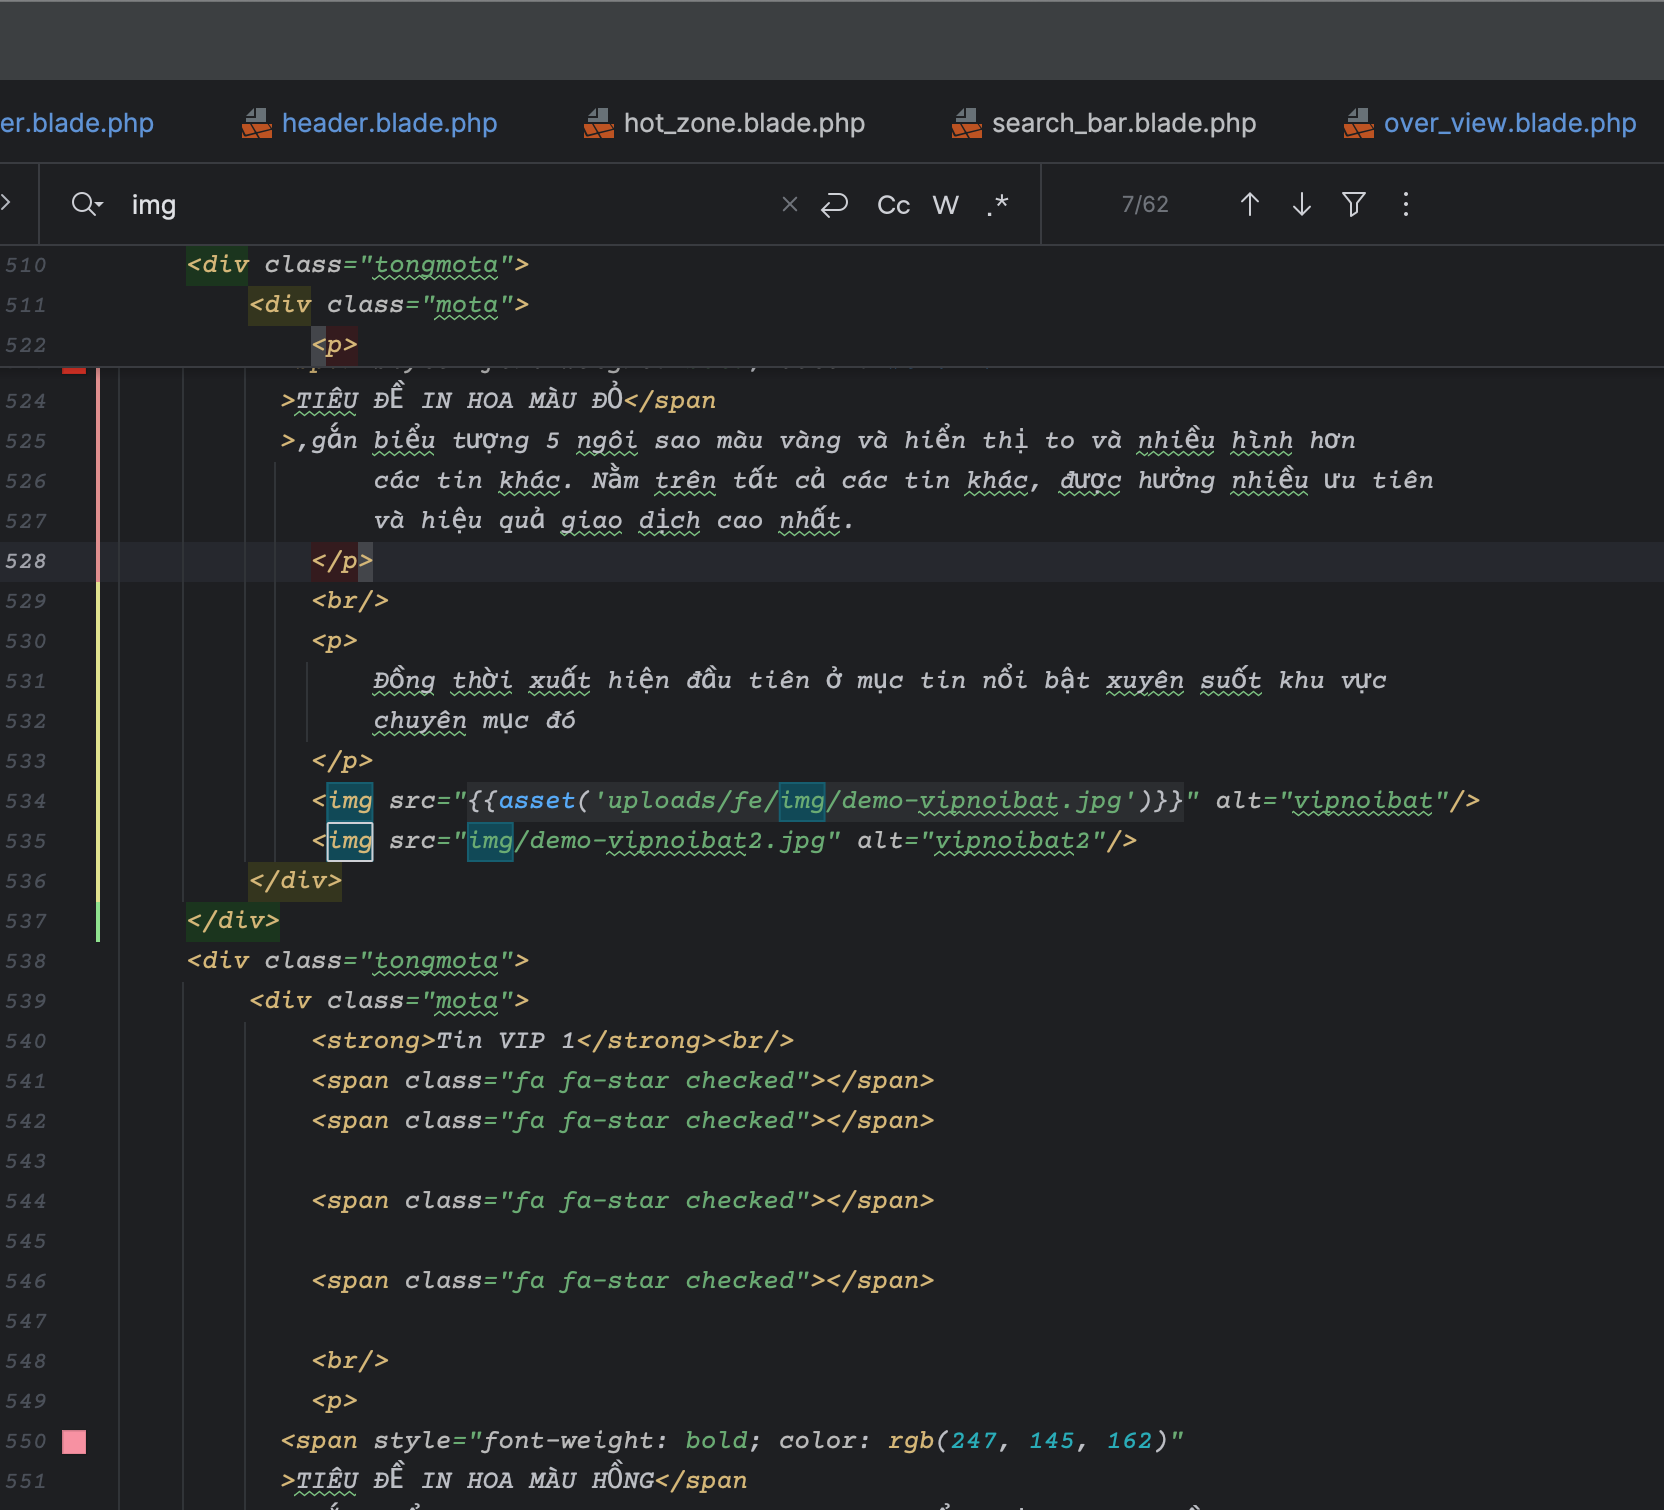 er.blade.php header.blade.php hot_zone.blade.php search_bar.blade.php over_view.blade.php
img Cc W .* 7/62
510 <div class="tongmota">
511 <div class="mota">
522 <p>
524 >TIÊU ĐỀ IN HOA MÀU ĐỎ</span
525 >,gắn biểu tượng 5 ngôi sao màu vàng và hiển thị to và nhiều hình hơn
526 các tin khác. Nằm trên tất cả các tin khác, được hưởng nhiều ưu tiên
527 và hiệu quả giao dịch cao nhất.
528 </p>
529 <br/>
530 <p>
531 Đồng thời xuất hiện đầu tiên ở mục tin nổi bật xuyên suốt khu vực
532 chuyên mục đó
533 </p>
534 <img src="{{asset('uploads/fe/img/demo-vipnoibat.jpg')}}" alt="vipnoibat"/>
535 <img src="img/demo-vipnoibat2.jpg" alt="vipnoibat2"/>
536 </div>
537 </div>
538 <div class="tongmota">
539 <div class="mota">
540 <strong>Tin VIP 1</strong><br/>
541 <span class="fa fa-star checked"></span>
542 <span class="fa fa-star checked"></span>
543
544 <span class="fa fa-star checked"></span>
545
546 <span class="fa fa-star checked"></span>
547
548 <br/>
549 <p>
550 <span style="font-weight: bold; color: rgb(247, 145, 162)"
551 >TIÊU ĐỀ IN HOA MÀU HỒNG</span